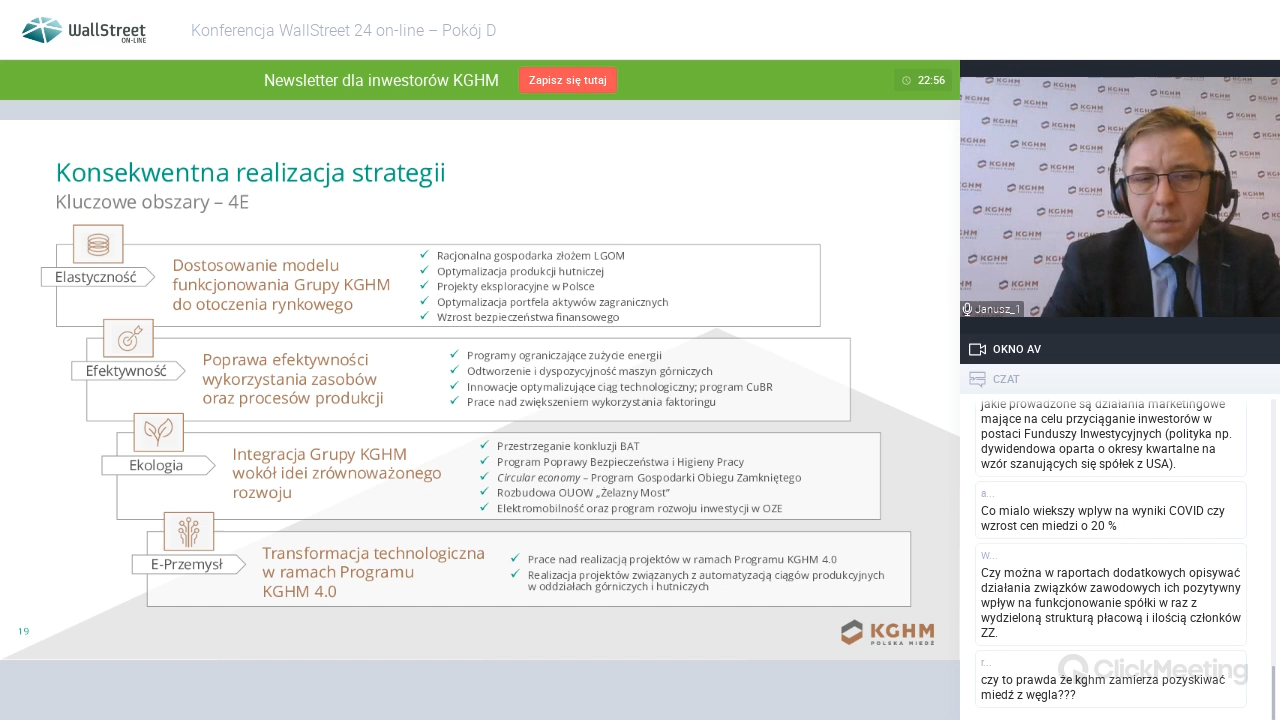 WallStreet
ON-LINE
Konferencja WallStreet 24 on-line – Pokój D
Newsletter dla inwestorów KGHM
Zapisz się tutaj
22:56
Konsekwentna realizacja strategii
Kluczowe obszary – 4E
Elastyczność
Dostosowanie modelu
funkcjonowania Grupy KGHM
do otoczenia rynkowego
Racjonalna gospodarka złożem LGOM
Optymalizacja produkcji hutniczej
Projekty eksploracyjne w Polsce
Optymalizacja portfela aktywów zagranicznych
Wzrost bezpieczeństwa finansowego
Efektywność
Poprawa efektywności
wykorzystania zasobów
oraz procesów produkcji
Programy ograniczające zużycie energii
Odtworzenie i dyspozycyjność maszyn górniczych
Innowacje optymalizujące ciąg technologiczny; program CuBR
Prace nad zwiększeniem wykorzystania faktoringu
Ekologia
Integracja Grupy KGHM
wokół idei zrównoważonego
rozwoju
Przestrzeganie konkluzji BAT
Program Poprawy Bezpieczeństwa i Higieny Pracy
Circular economy – Program Gospodarki Obiegu Zamkniętego
Rozbudowa OUOW „Żelazny Most”
Elektromobilność oraz program rozwoju inwestycji w OZE
E-Przemysł
Transformacja technologiczna
w ramach Programu
KGHM 4.0
Prace nad realizacją projektów w ramach Programu KGHM 4.0
Realizacja projektów związanych z automatyzacją ciągów produkcyjnych
w oddziałach górniczych i hutniczych
19
KGHM
POLSKA MIEDŹ
Janusz_1
OKNO AV
CZAT
jakie prowadzone są działania marketingowe
mające na celu przyciąganie inwestorów w
postaci Funduszy Inwestycyjnych (polityka np.
dywidendowa oparta o okresy kwartalne na
wzór szanujących się spółek z USA).
a...
Co mialo wiekszy wplyw na wyniki COVID czy
wzrost cen miedzi o 20 %
W...
Czy można w raportach dodatkowych opisywać
działania związków zawodowych ich pozytywny
wpływ na funkcjonowanie spółki w raz z
wydzieloną strukturą płacową i ilością członków
ZZ.
r...
czy to prawda że kghm zamierza pozyskiwać
miedź z węgla???
ClickMeeting